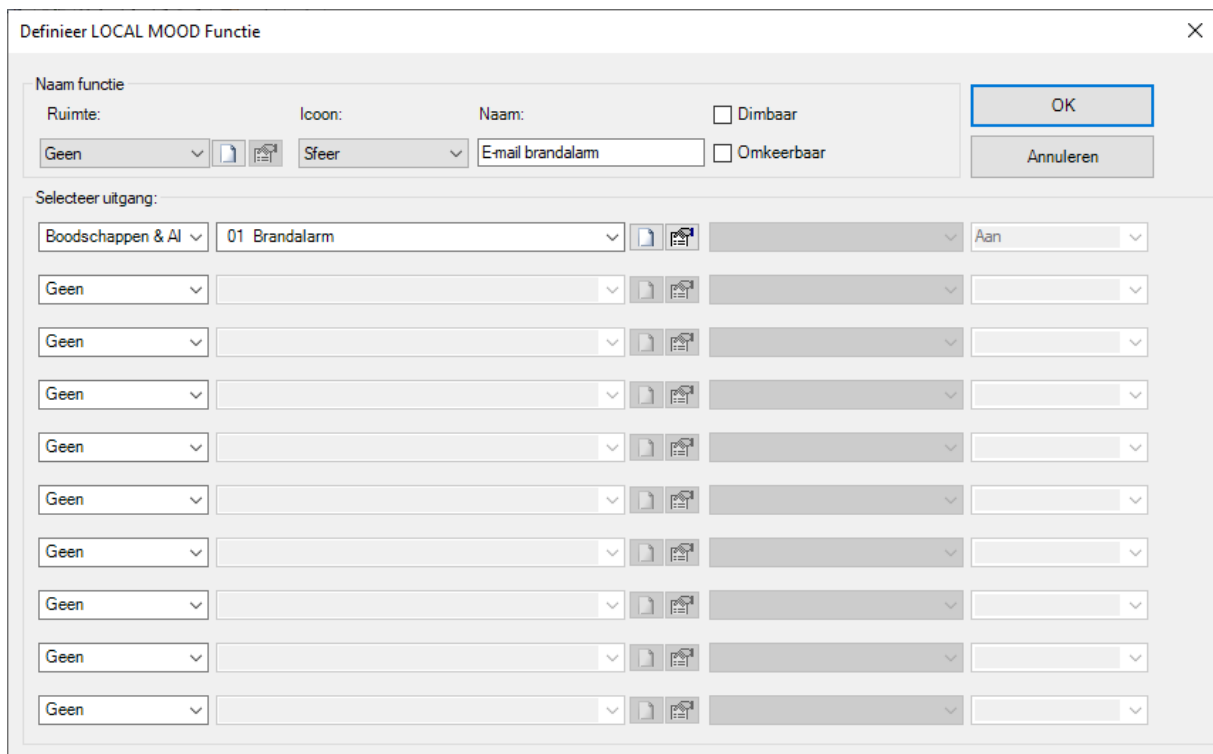 Definieer LOCAL MOOD Functie
Naam functie
Ruimte: Icoon: Naam: Dimbaar OK
Geen Sfeer E-mail brandalarm Omkeerbaar Annuleren
Selecteer uitgang:
Boodschappen & Al 01 Brandalarm Aan
Geen
Geen
Geen
Geen
Geen
Geen
Geen
Geen
Geen